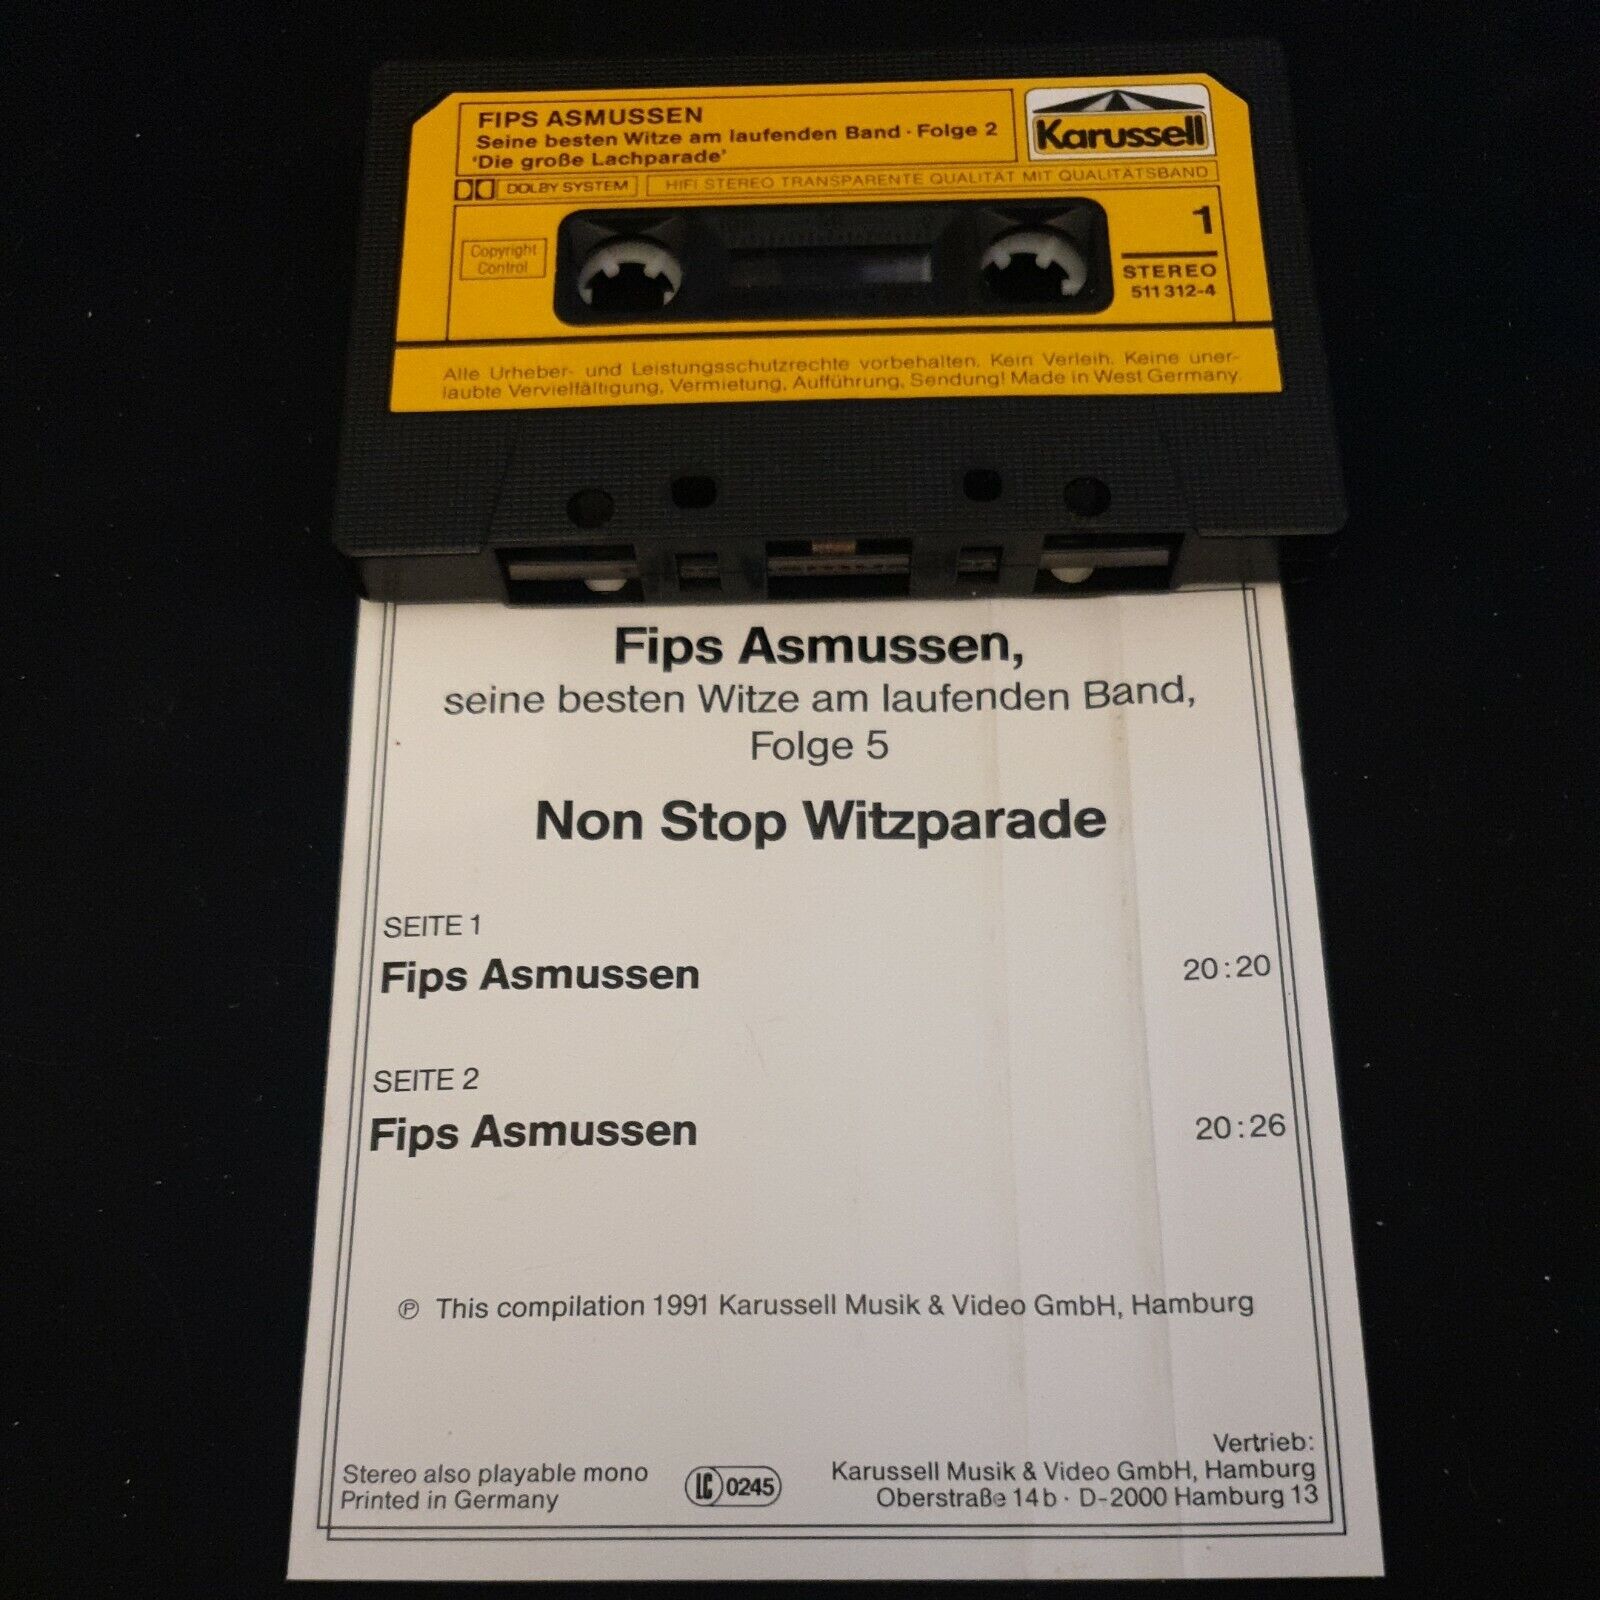 FIPS ASMUSSEN
Seine besten Witze am laufenden Band · Folge 2
'Die große Lachparade'
Karussell
DOLBY SYSTEM
HIFI STEREO TRANSPARENTE QUALITÄT MIT QUALITÄTSBAND
Copyright
Control
1
STEREO
511 312-4
Alle Urheber- und Leistungsschutzrechte vorbehalten. Kein Verleih. Keine uner-
laubte Vervielfältigung, Vermietung, Aufführung, Sendung! Made in West Germany.
Fips Asmussen,
seine besten Witze am laufenden Band,
Folge 5
Non Stop Witzparade
SEITE 1
Fips Asmussen 20:20
SEITE 2
Fips Asmussen 20:26
℗ This compilation 1991 Karussell Musik & Video GmbH, Hamburg
Stereo also playable mono
Printed in Germany
LC 0245
Vertrieb:
Karussell Musik & Video GmbH, Hamburg
Oberstraße 14b · D-2000 Hamburg 13